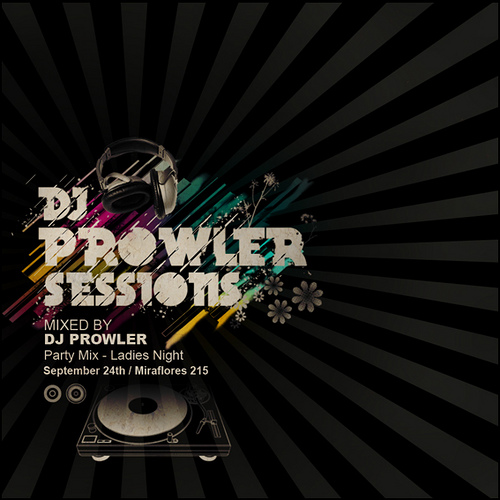 DJ
PROWLER
SESSIONS
MIXED BY
DJ PROWLER
Party Mix - Ladies Night
September 24th / Miraflores 215